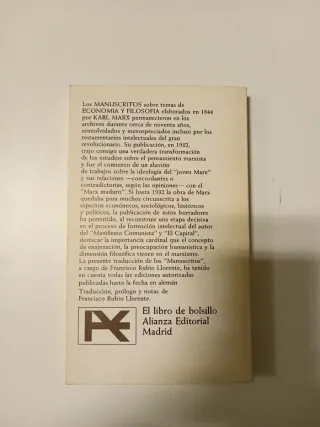 Los MANUSCRITOS sobre temas de
ECONOMIA Y FILOSOFIA elaborados en 1844
por KARL MARX permanecieron en los
archivos durante cerca de noventa años,
semiolvidados y menospreciados incluso por los
testamentarios intelectuales del gran
revolucionario. Su publicación, en 1932,
trajo consigo una verdadera transformación
de los estudios sobre el pensamiento marxista
y fue el comienzo de un aluvión de
de trabajos sobre la ideología del "joven Marx"
y sus relaciones —concordantes o
contradictorias, según las opiniones— con el
"Marx maduro". Si hasta 1932 la obra de Marx
quedaba para muchos circunscrita a los
aspectos económicos, sociológicos, históricos
y políticos, la publicación de estos borradores
ha permitido, al reconstruir una etapa decisiva
en el proceso de formación intelectual del autor
del "Manifiesto Comunista" y "El Capital",
destacar la importancia cardinal que el concepto
de enajenación, la preocupación humanística y la
dimensión filosófica tienen en el marxismo.
La presente traducción de los "Manuscritos",
a cargo de Francisco Rubio Llorente, ha tenido
en cuenta todas las ediciones autorizadas
publicadas hasta la fecha en alemán
Traducción, prólogo y notas de
Francisco Rubio Llorente.
El libro de bolsillo
Alianza Editorial
Madrid